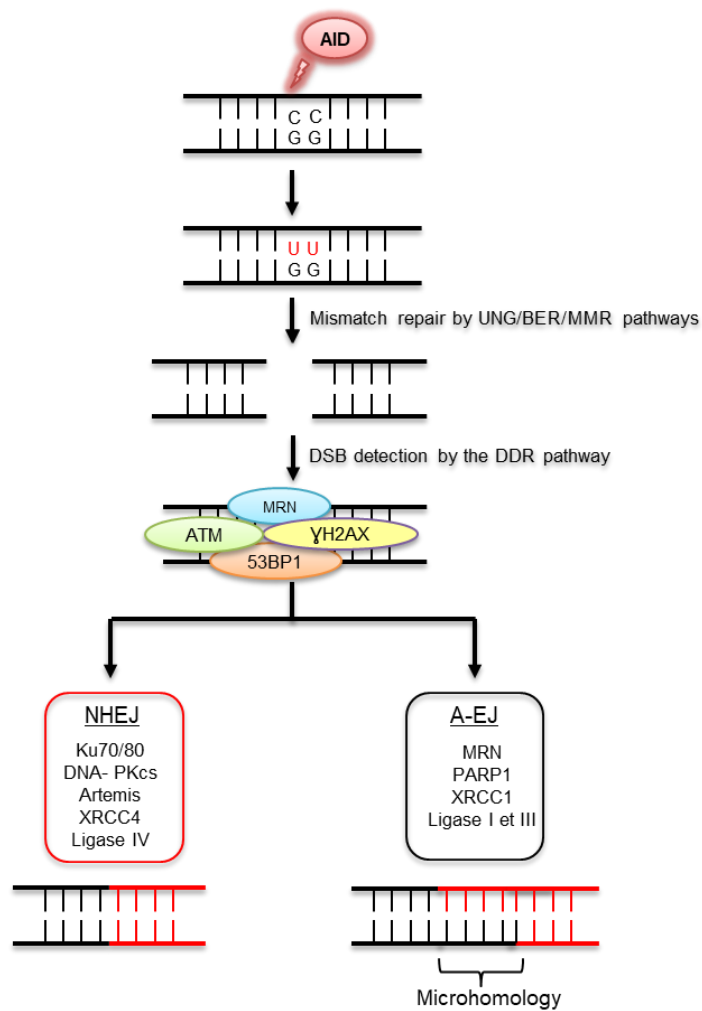 AID
C C
G G
U U
G G
Mismatch repair by UNG/BER/MMR pathways
DSB detection by the DDR pathway
MRN
ATM
ƔH2AX
53BP1
NHEJ
Ku70/80
DNA- PKcs
Artemis
XRCC4
Ligase IV
A-EJ
MRN
PARP1
XRCC1
Ligase I et III
Microhomology